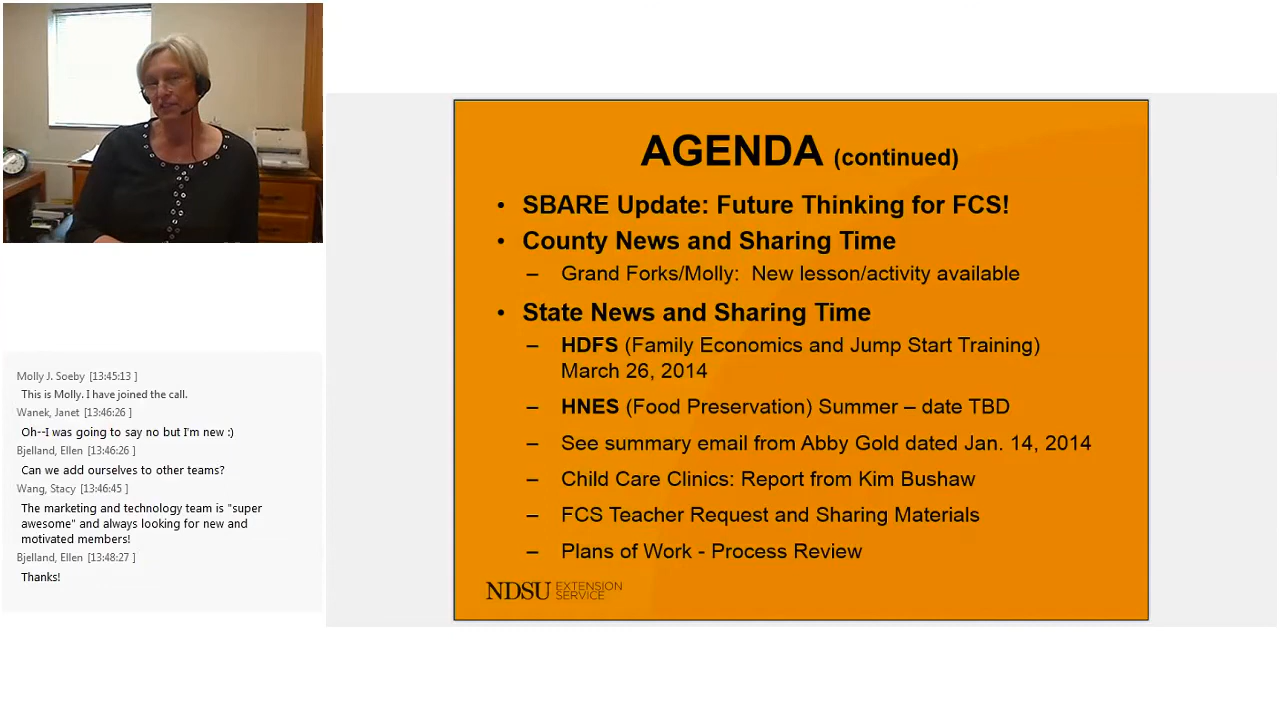 AGENDA (continued)
• SBARE Update: Future Thinking for FCS!
• County News and Sharing Time
– Grand Forks/Molly: New lesson/activity available
• State News and Sharing Time
– HDFS (Family Economics and Jump Start Training)
March 26, 2014
– HNES (Food Preservation) Summer – date TBD
– See summary email from Abby Gold dated Jan. 14, 2014
– Child Care Clinics: Report from Kim Bushaw
– FCS Teacher Request and Sharing Materials
– Plans of Work - Process Review
NDSU EXTENSION
SERVICE
Molly J. Soeby [13:45:13 ]
This is Molly. I have joined the call.
Wanek, Janet [13:46:26 ]
Oh--I was going to say no but I'm new :)
Bjelland, Ellen [13:46:26 ]
Can we add ourselves to other teams?
Wang, Stacy [13:46:45 ]
The marketing and technology team is "super
awesome" and always looking for new and
motivated members!
Bjelland, Ellen [13:48:27 ]
Thanks!